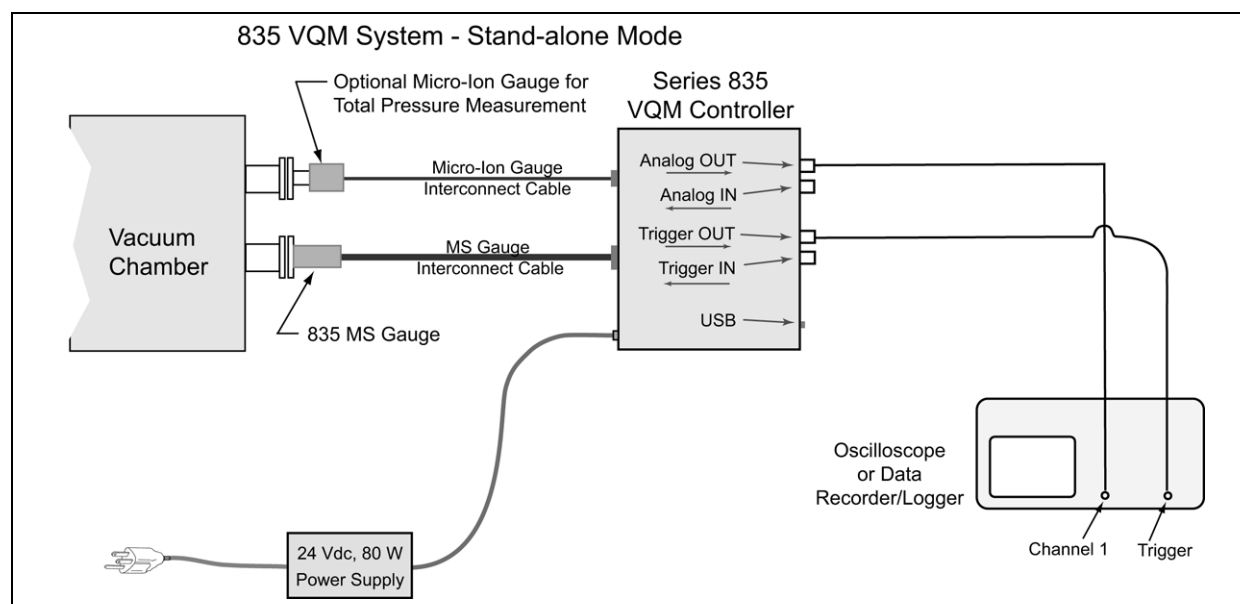 835 VQM System - Stand-alone Mode
Optional Micro-Ion Gauge for
Total Pressure Measurement
Series 835
VQM Controller
Micro-Ion Gauge
Interconnect Cable
Analog OUT
Analog IN
Vacuum
Chamber
MS Gauge
Interconnect Cable
Trigger OUT
Trigger IN
835 MS Gauge
USB
Oscilloscope
or Data
Recorder/Logger
Channel 1
Trigger
24 Vdc, 80 W
Power Supply